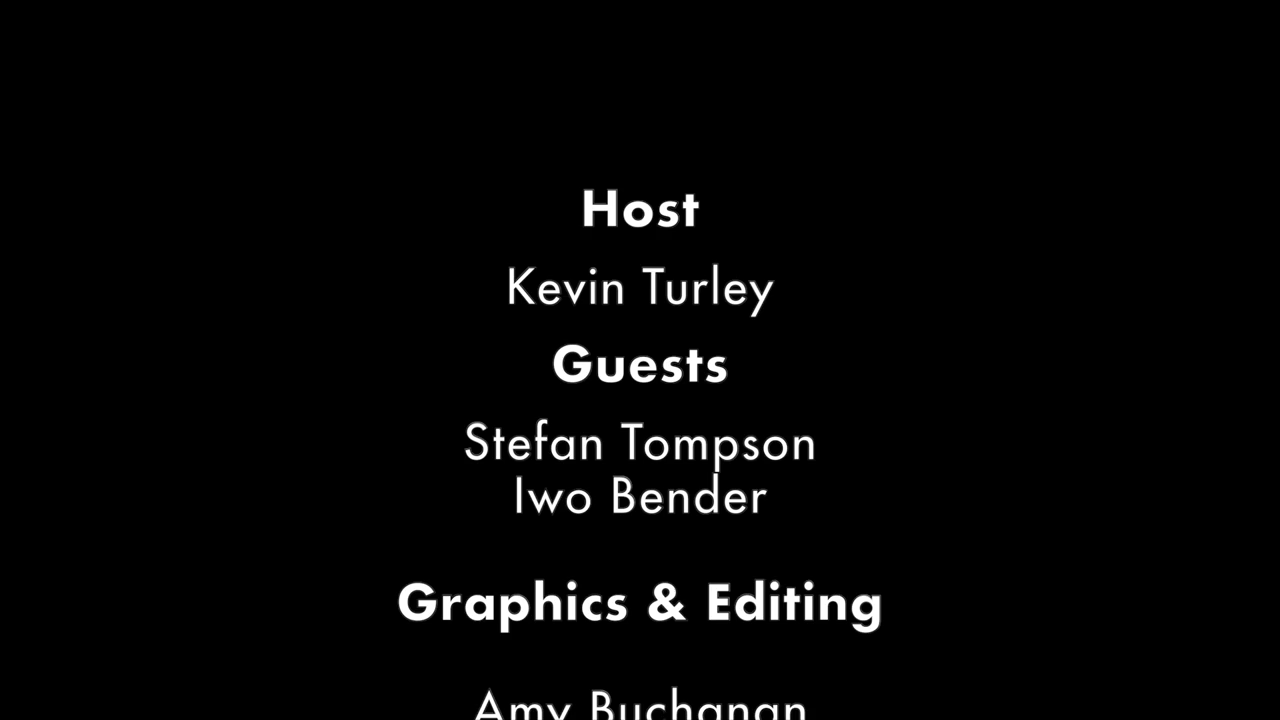 Host
Kevin Turley
Guests
Stefan Tompson
Iwo Bender
Graphics & Editing
Amy Buchanan